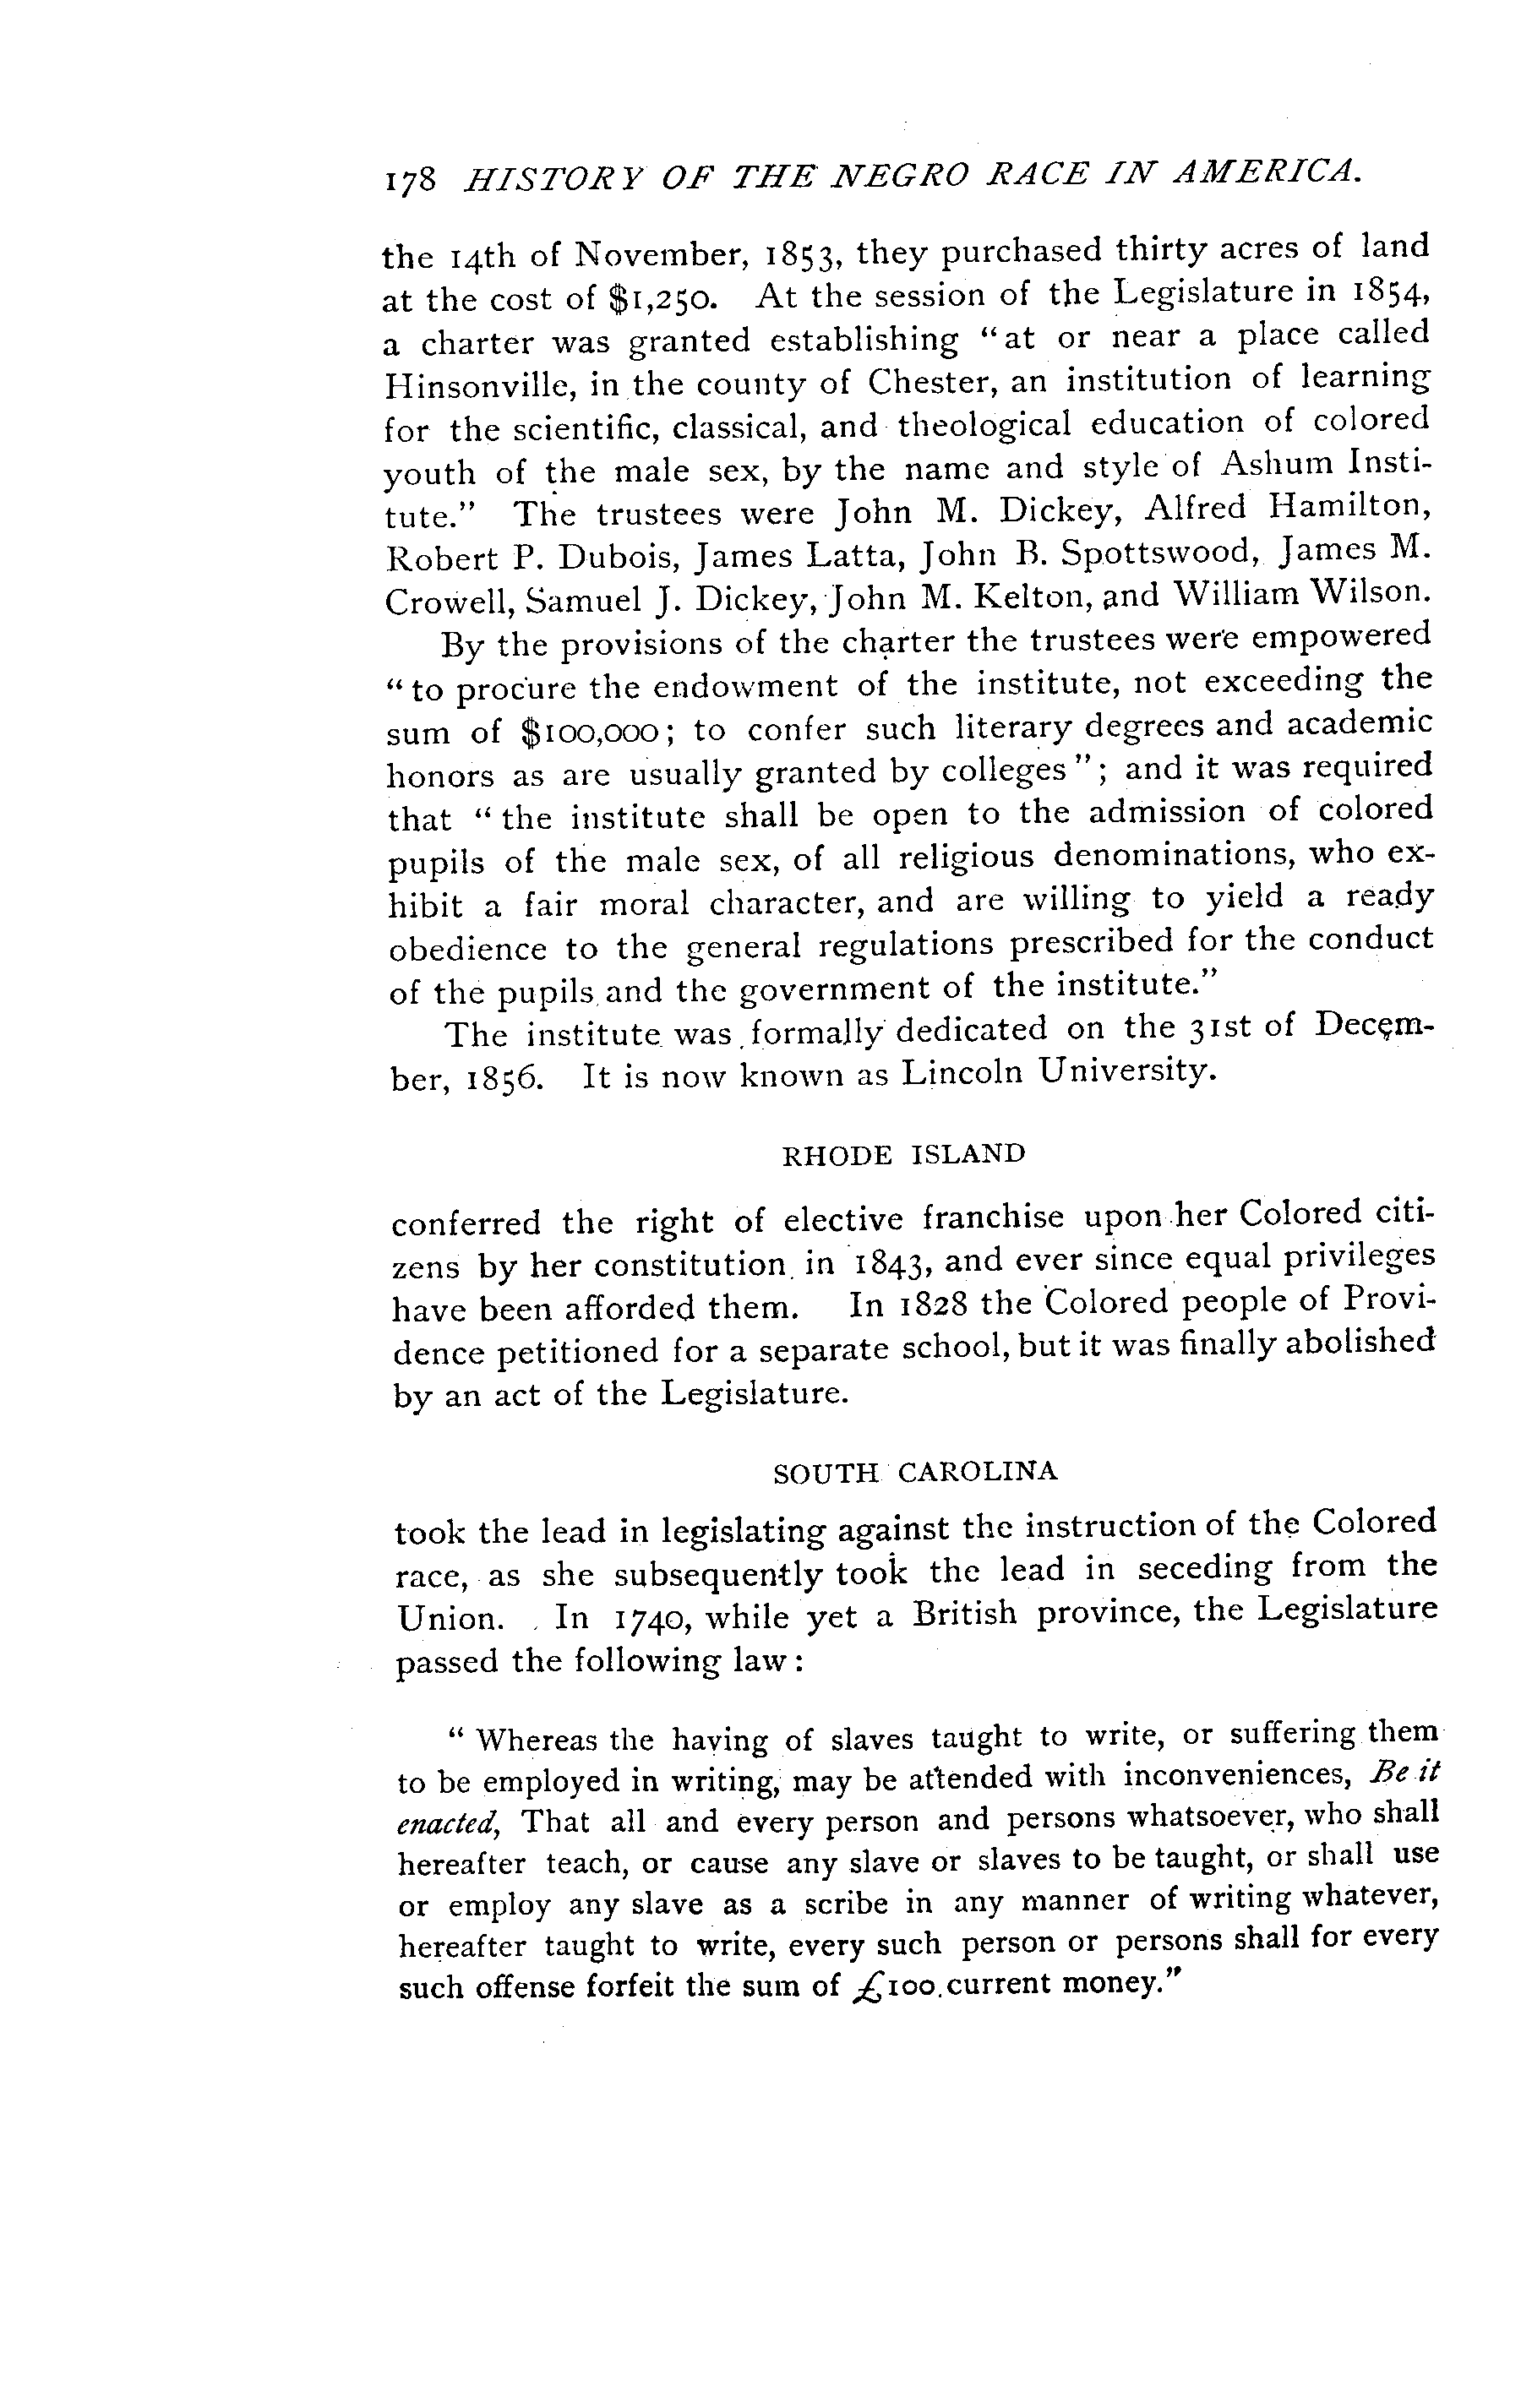 178 HISTORY OF THE NEGRO RACE IN AMERICA.
the 14th of November, 1853, they purchased thirty acres of land
at the cost of $1,250. At the session of the Legislature in 1854,
a charter was granted establishing "at or near a place called
Hinsonville, in the county of Chester, an institution of learning
for the scientific, classical, and theological education of colored
youth of the male sex, by the name and style of Ashum Insti-
tute." The trustees were John M. Dickey, Alfred Hamilton,
Robert P. Dubois, James Latta, John B. Spottswood, James M.
Crowell, Samuel J. Dickey, John M. Kelton, and William Wilson.
By the provisions of the charter the trustees were empowered
"to procure the endowment of the institute, not exceeding the
sum of $100,000; to confer such literary degrees and academic
honors as are usually granted by colleges"; and it was required
that "the institute shall be open to the admission of colored
pupils of the male sex, of all religious denominations, who ex-
hibit a fair moral character, and are willing to yield a ready
obedience to the general regulations prescribed for the conduct
of the pupils and the government of the institute."
The institute was formally dedicated on the 31st of Decem-
ber, 1856. It is now known as Lincoln University.
RHODE ISLAND
conferred the right of elective franchise upon her Colored citi-
zens by her constitution in 1843, and ever since equal privileges
have been afforded them. In 1828 the Colored people of Provi-
dence petitioned for a separate school, but it was finally abolished
by an act of the Legislature.
SOUTH CAROLINA
took the lead in legislating against the instruction of the Colored
race, as she subsequently took the lead in seceding from the
Union. In 1740, while yet a British province, the Legislature
passed the following law:
"Whereas the having of slaves taught to write, or suffering them
to be employed in writing, may be attended with inconveniences, Be it
enacted, That all and every person and persons whatsoever, who shall
hereafter teach, or cause any slave or slaves to be taught, or shall use
or employ any slave as a scribe in any manner of writing whatever,
hereafter taught to write, every such person or persons shall for every
such offense forfeit the sum of £100 current money."